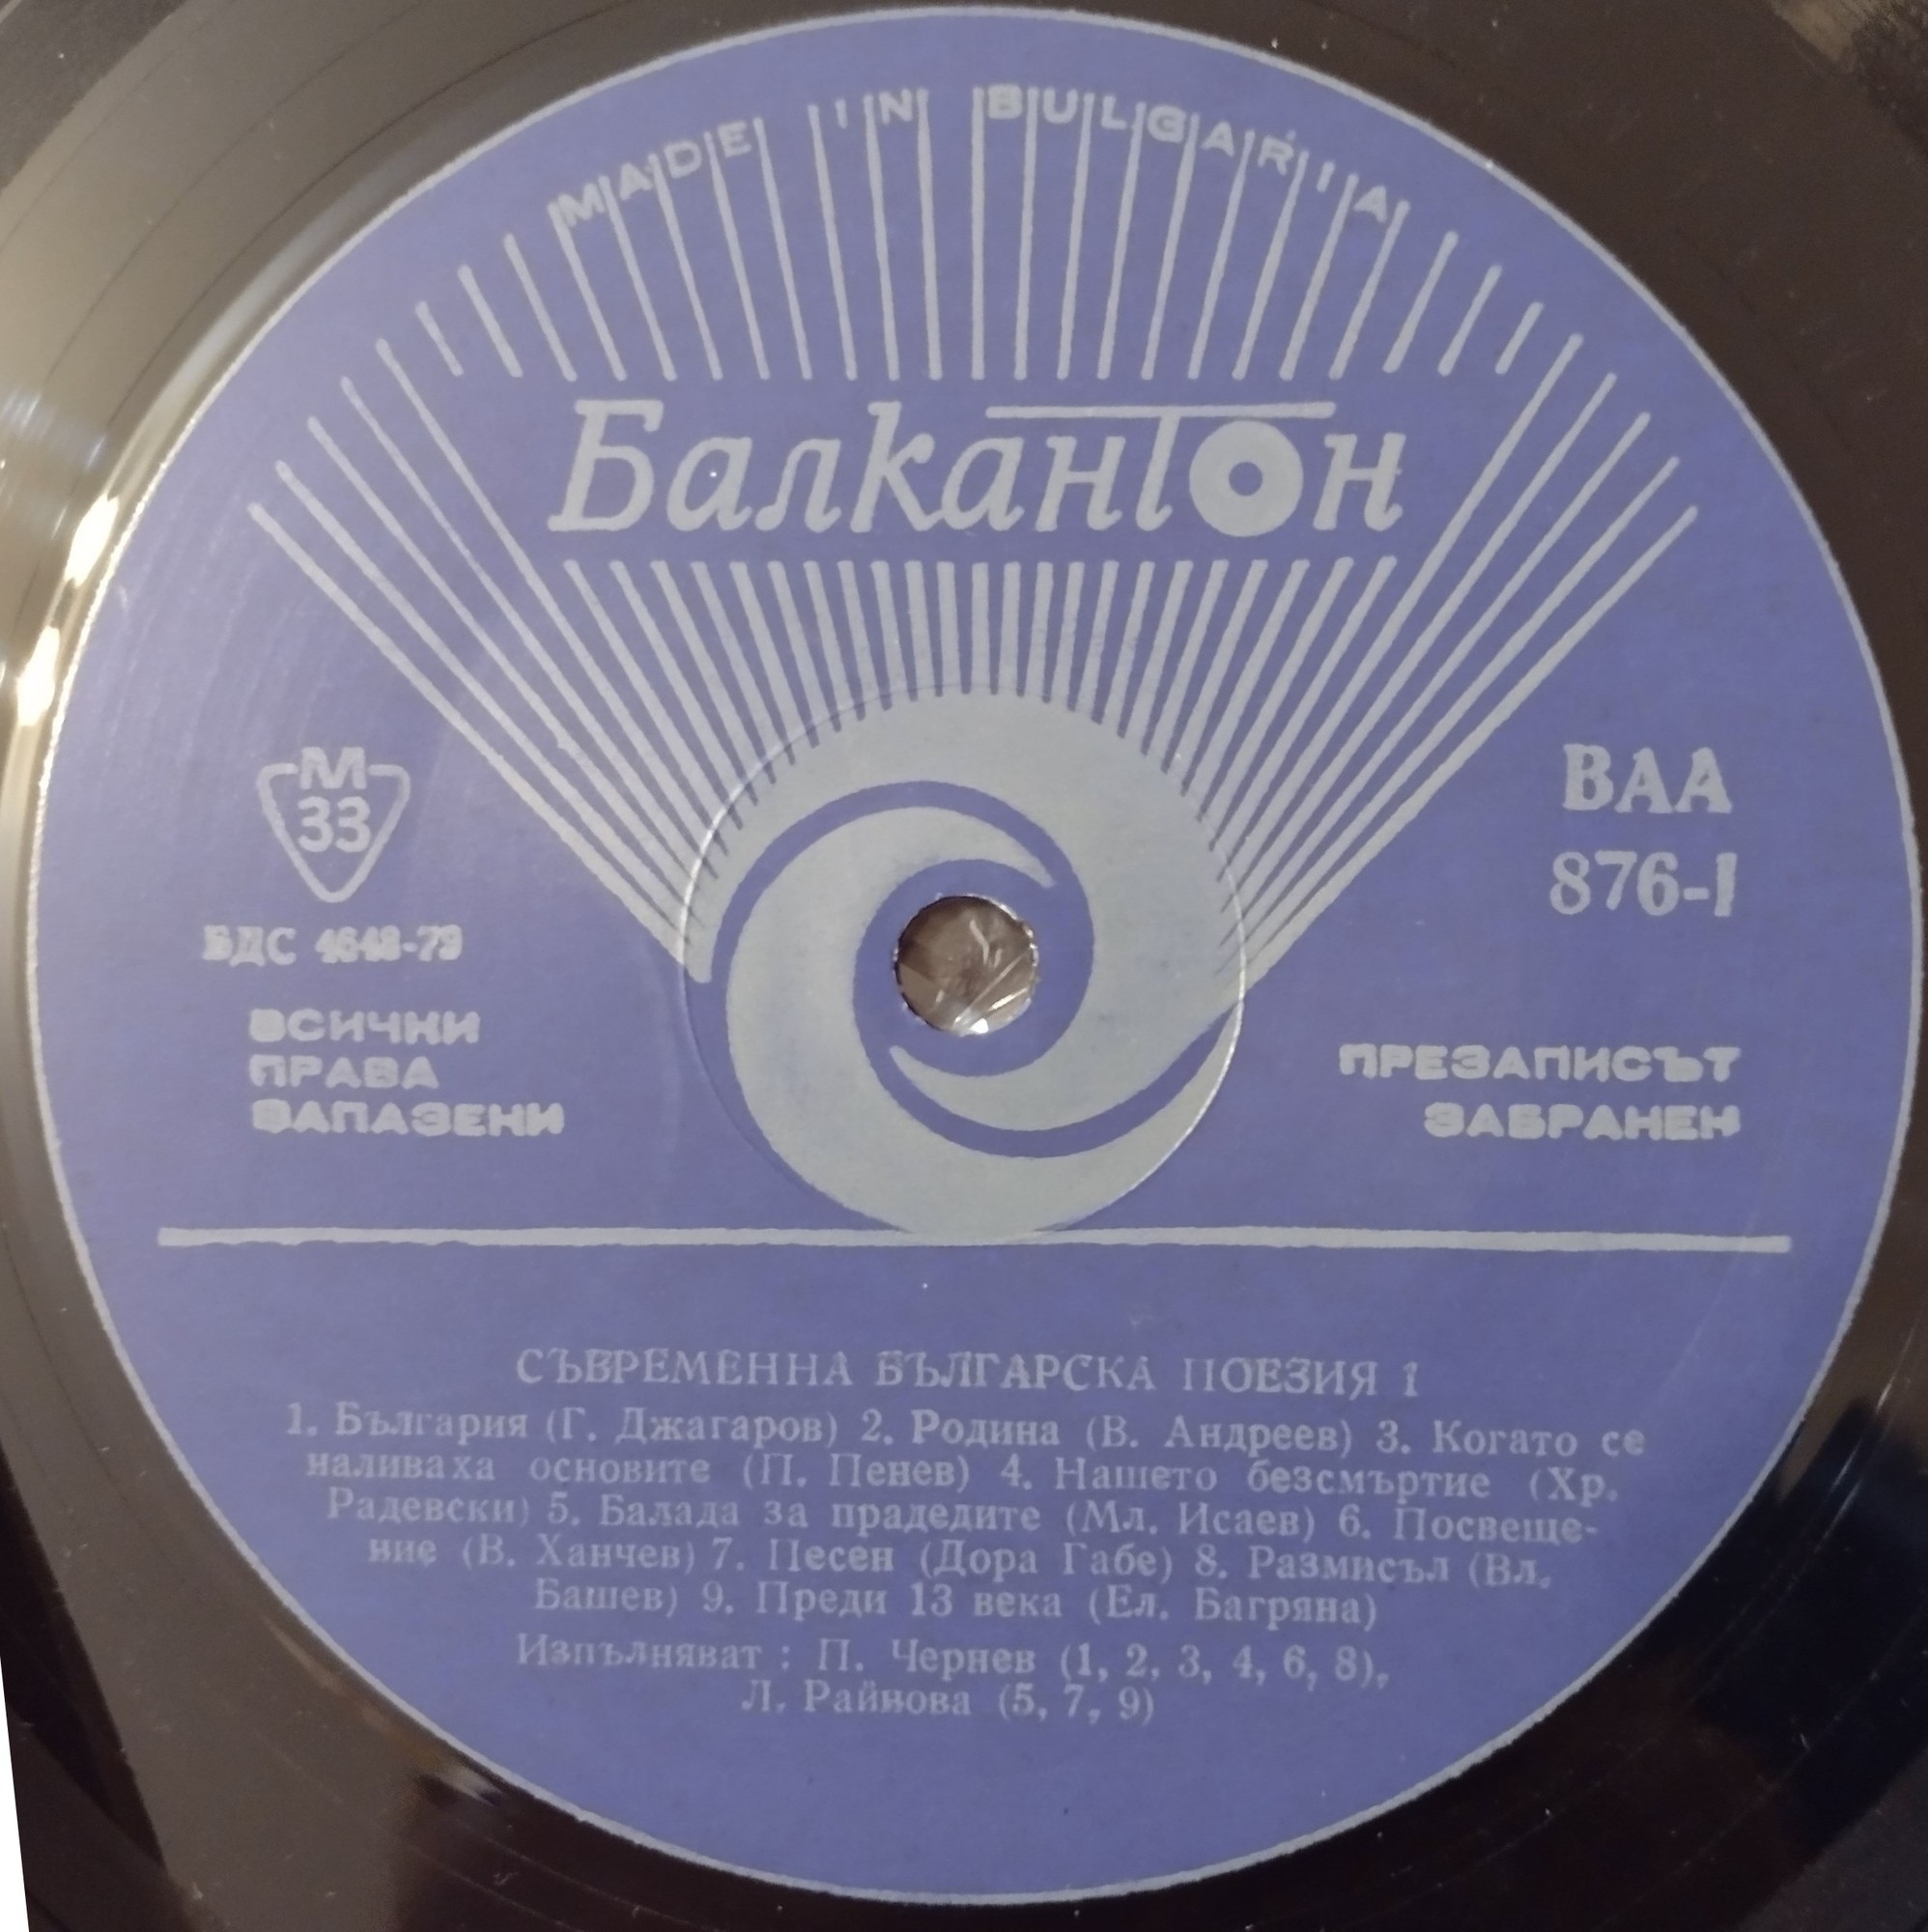 MADE IN BULGARIA
Балкантон
М
33
БДС 4648-79
ВСИЧКИ
ПРАВА
ЗАПАЗЕНИ
ВАА
876-I
ПРЕЗАПИСЪТ
ЗАБРАНЕН
СЪВРЕМЕННА БЪЛГАРСКА ПОЕЗИЯ 1
1. България (Г. Джагаров) 2. Родина (В. Андреев) 3. Когато се
наливаха основите (П. Пенев) 4. Нашето безсмъртие (Хр.
Радевски) 5. Балада за прадедите (Мл. Исаев) 6. Посвеще-
ние (В. Ханчев) 7. Песен (Дора Габе) 8. Размисъл (Вл.
Башев) 9. Преди 13 века (Ел. Багряна)
Изпълняват : П. Чернев (1, 2, 3, 4, 6, 8),
Л. Райнова (5, 7, 9)